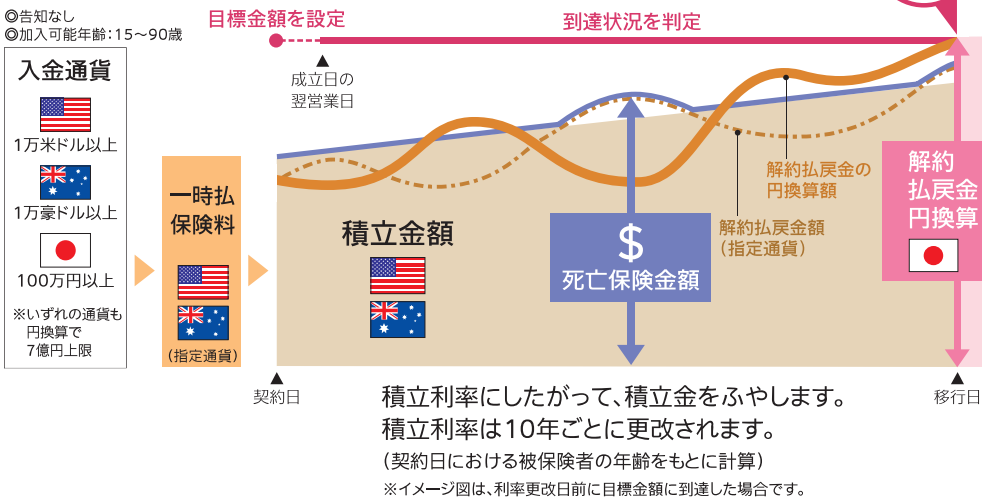 ◎告知なし
◎加入可能年齢：15〜90歳
入金通貨
1万米ドル以上
1万豪ドル以上
100万円以上
※いずれの通貨も
円換算で
7億円上限
一時払
保険料
(指定通貨)
目標金額を設定
到達状況を判定
成立日の
翌営業日
積立金額
$
死亡保険金額
解約払戻金の
円換算額
解約払戻金額
(指定通貨)
解約
払戻金
円換算
契約日
移行日
積立利率にしたがって、積立金をふやします。
積立利率は10年ごとに更改されます。
(契約日における被保険者の年齢をもとに計算)
※イメージ図は、利率更改日前に目標金額に到達した場合です。